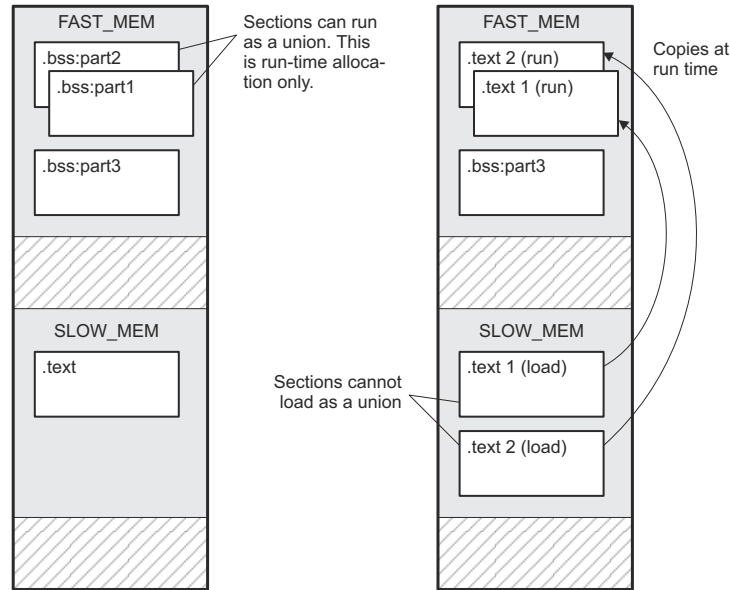 FAST_MEM
.bss:part2
.bss:part1
.bss:part3
SLOW_MEM
.text
Sections can run
as a union. This
is run-time alloca-
tion only.
FAST_MEM
.text 2 (run)
.text 1 (run)
.bss:part3
SLOW_MEM
.text 1 (load)
.text 2 (load)
Copies at
run time
Sections cannot
load as a union